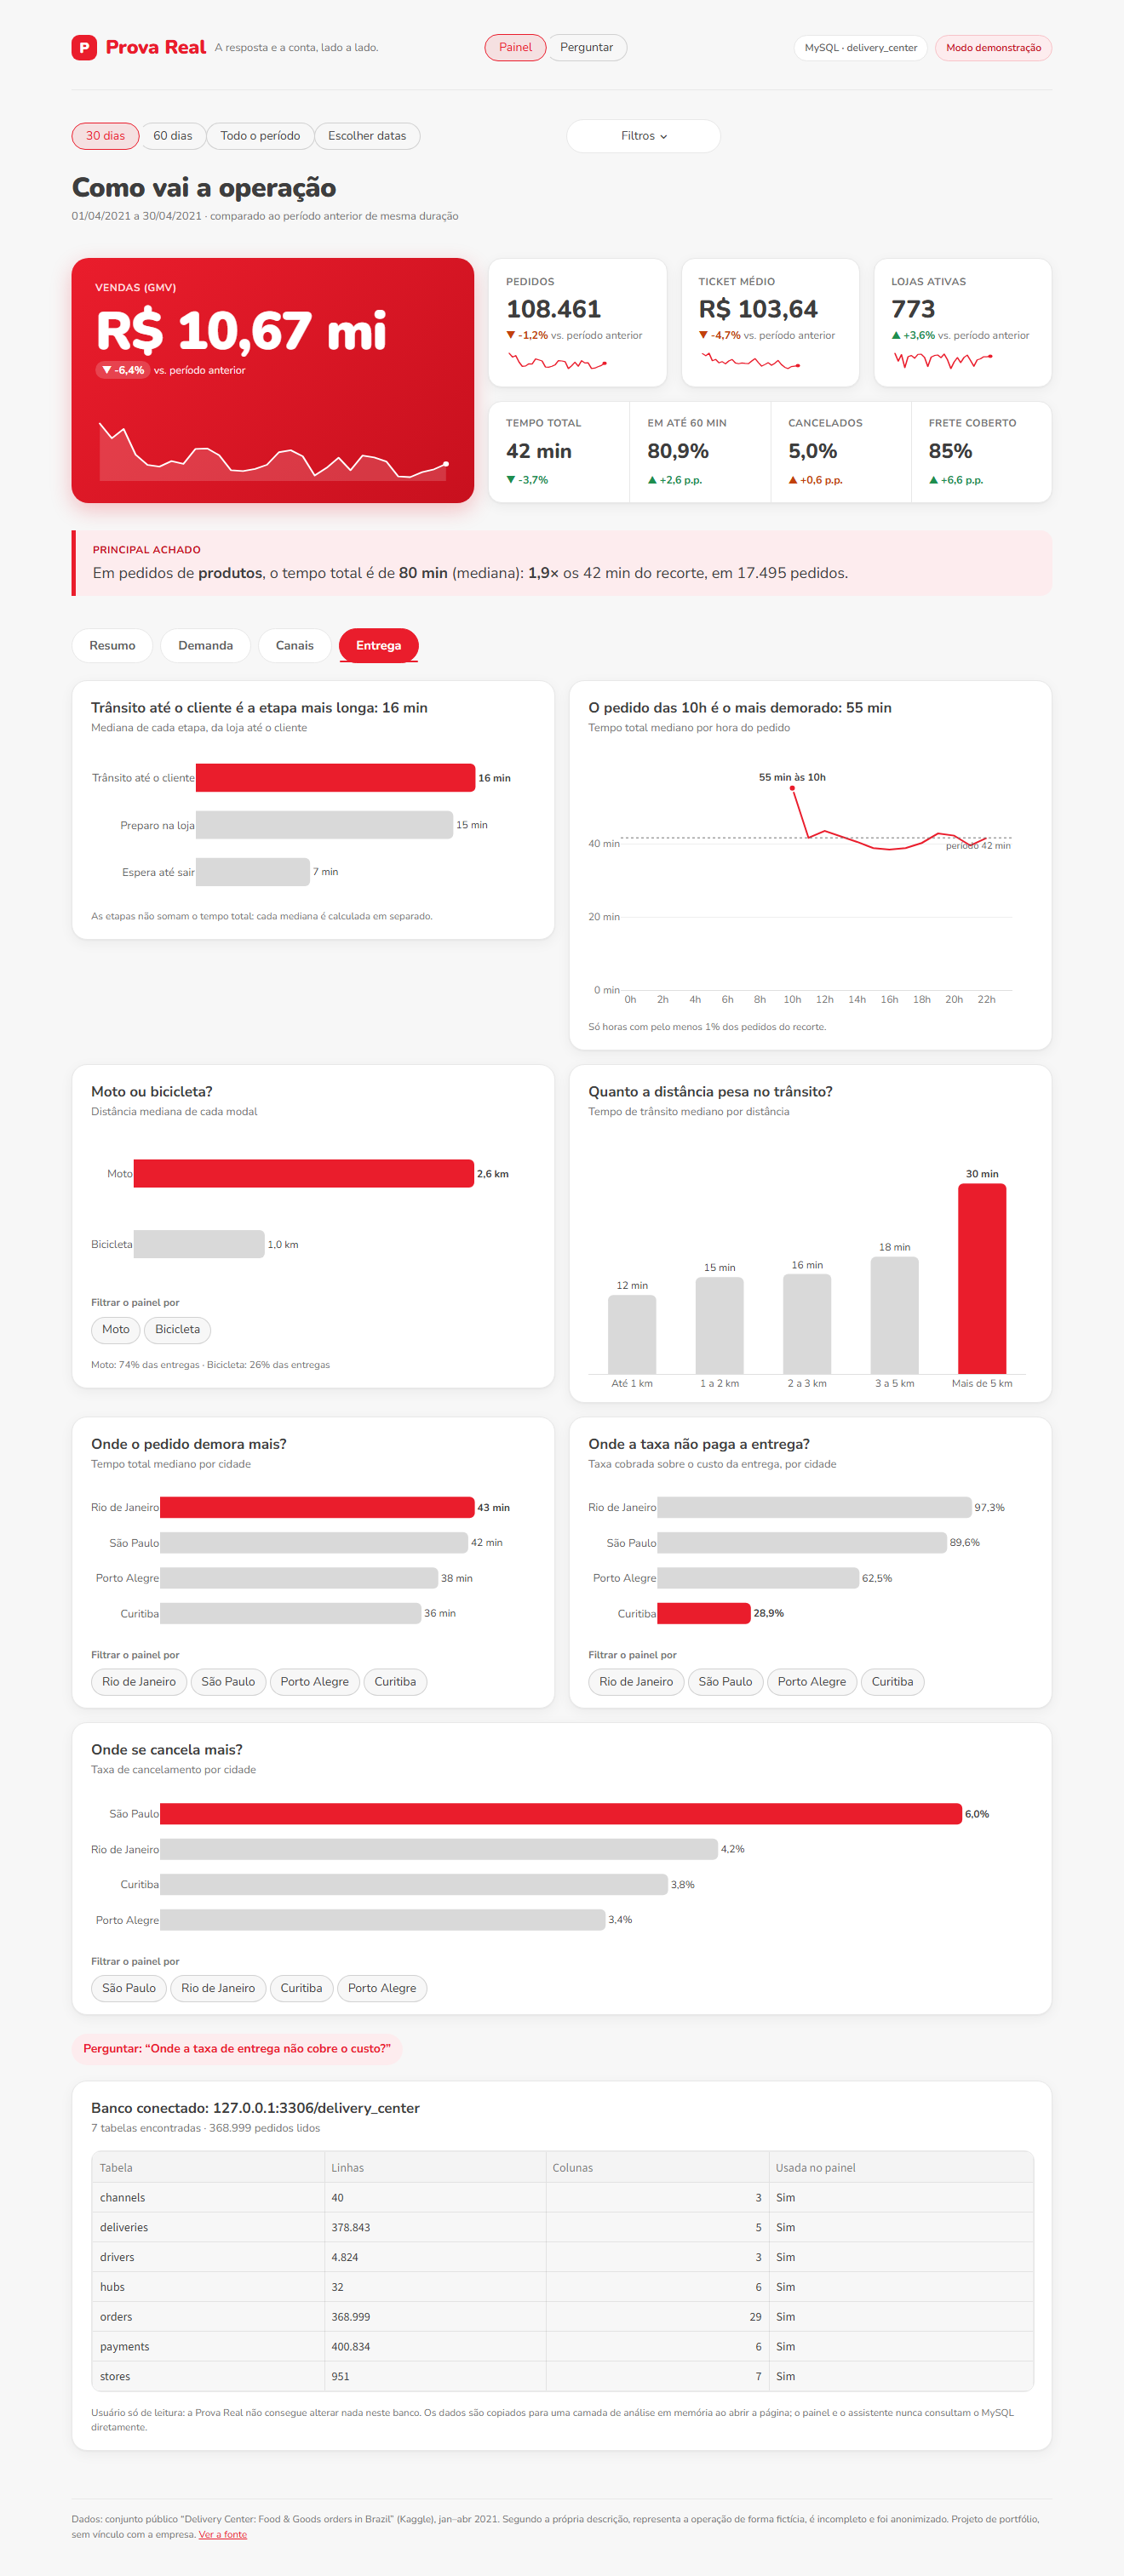 P Prova Real A resposta e a conta, lado a lado.
Painel Perguntar
MySQL · delivery_center Modo demonstração
30 dias 60 dias Todo o período Escolher datas
Filtros
Como vai a operação
01/04/2021 a 30/04/2021 · comparado ao período anterior de mesma duração
VENDAS (GMV)
R$ 10,67 mi
▼ -6,4% vs. período anterior
PEDIDOS
108.461
▼ -1,2% vs. período anterior
TICKET MÉDIO
R$ 103,64
▼ -4,7% vs. período anterior
LOJAS ATIVAS
773
▲ +3,6% vs. período anterior
TEMPO TOTAL
42 min
▼ -3,7%
EM ATÉ 60 MIN
80,9%
▲ +2,6 p.p.
CANCELADOS
5,0%
▲ +0,6 p.p.
FRETE COBERTO
85%
▲ +6,6 p.p.
PRINCIPAL ACHADO
Em pedidos de produtos, o tempo total é de 80 min (mediana): 1,9× os 42 min do recorte, em 17.495 pedidos.
Resumo Demanda Canais Entrega
Trânsito até o cliente é a etapa mais longa: 16 min
Mediana de cada etapa, da loja até o cliente
Trânsito até o cliente 16 min
Preparo na loja 15 min
Espera até sair 7 min
As etapas não somam o tempo total: cada mediana é calculada em separado.
O pedido das 10h é o mais demorado: 55 min
Tempo total mediano por hora do pedido
55 min às 10h
40 min
período 42 min
20 min
0 min
0h 2h 4h 6h 8h 10h 12h 14h 16h 18h 20h 22h
Só horas com pelo menos 1% dos pedidos do recorte.
Moto ou bicicleta?
Distância mediana de cada modal
Moto 2,6 km
Bicicleta 1,0 km
Filtrar o painel por
Moto Bicicleta
Moto: 74% das entregas · Bicicleta: 26% das entregas
Quanto a distância pesa no trânsito?
Tempo de trânsito mediano por distância
12 min 15 min 16 min 18 min 30 min
Até 1 km 1 a 2 km 2 a 3 km 3 a 5 km Mais de 5 km
Onde o pedido demora mais?
Tempo total mediano por cidade
Rio de Janeiro 43 min
São Paulo 42 min
Porto Alegre 38 min
Curitiba 36 min
Filtrar o painel por
Rio de Janeiro São Paulo Porto Alegre Curitiba
Onde a taxa não paga a entrega?
Taxa cobrada sobre o custo da entrega, por cidade
Rio de Janeiro 97,3%
São Paulo 89,6%
Porto Alegre 62,5%
Curitiba 28,9%
Filtrar o painel por
Rio de Janeiro São Paulo Porto Alegre Curitiba
Onde se cancela mais?
Taxa de cancelamento por cidade
São Paulo 6,0%
Rio de Janeiro 4,2%
Curitiba 3,8%
Porto Alegre 3,4%
Filtrar o painel por
São Paulo Rio de Janeiro Curitiba Porto Alegre
Perguntar: “Onde a taxa de entrega não cobre o custo?”
Banco conectado: 127.0.0.1:3306/delivery_center
7 tabelas encontradas · 368.999 pedidos lidos
Tabela Linhas Colunas Usada no painel
channels 40 3 Sim
deliveries 378.843 5 Sim
drivers 4.824 3 Sim
hubs 32 6 Sim
orders 368.999 29 Sim
payments 400.834 6 Sim
stores 951 7 Sim
Usuário só de leitura: a Prova Real não consegue alterar nada neste banco. Os dados são copiados para uma camada de análise em memória ao abrir a página; o painel e o assistente nunca consultam o MySQL
diretamente.
Dados: conjunto público “Delivery Center: Food & Goods orders in Brazil” (Kaggle), jan–abr 2021. Segundo a própria descrição, representa a operação de forma fictícia, é incompleto e foi anonimizado. Projeto de portfólio,
sem vínculo com a empresa. Ver a fonte